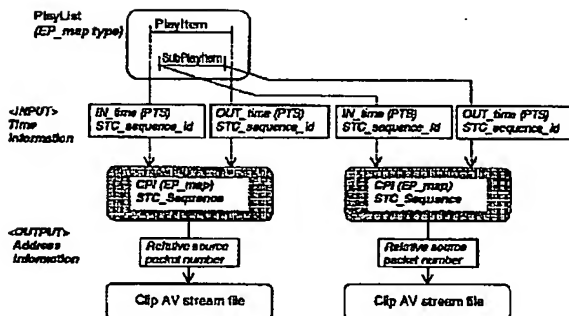 PlayList
(EP_map type)
PlayItem
SubPlayItem
<INPUT>
Time
Information
IN_time (PTS)
STC_sequence_id
OUT_time (PTS)
STC_sequence_id
IN_time (PTS)
STC_sequence_id
OUT_time (PTS)
STC_sequence_id
CPI (EP_map)
STC_Sequence
CPI (EP_map)
STC_Sequence
<OUTPUT>
Address
Information
Relative source
packet number
Relative source
packet number
Clip AV stream file
Clip AV stream file